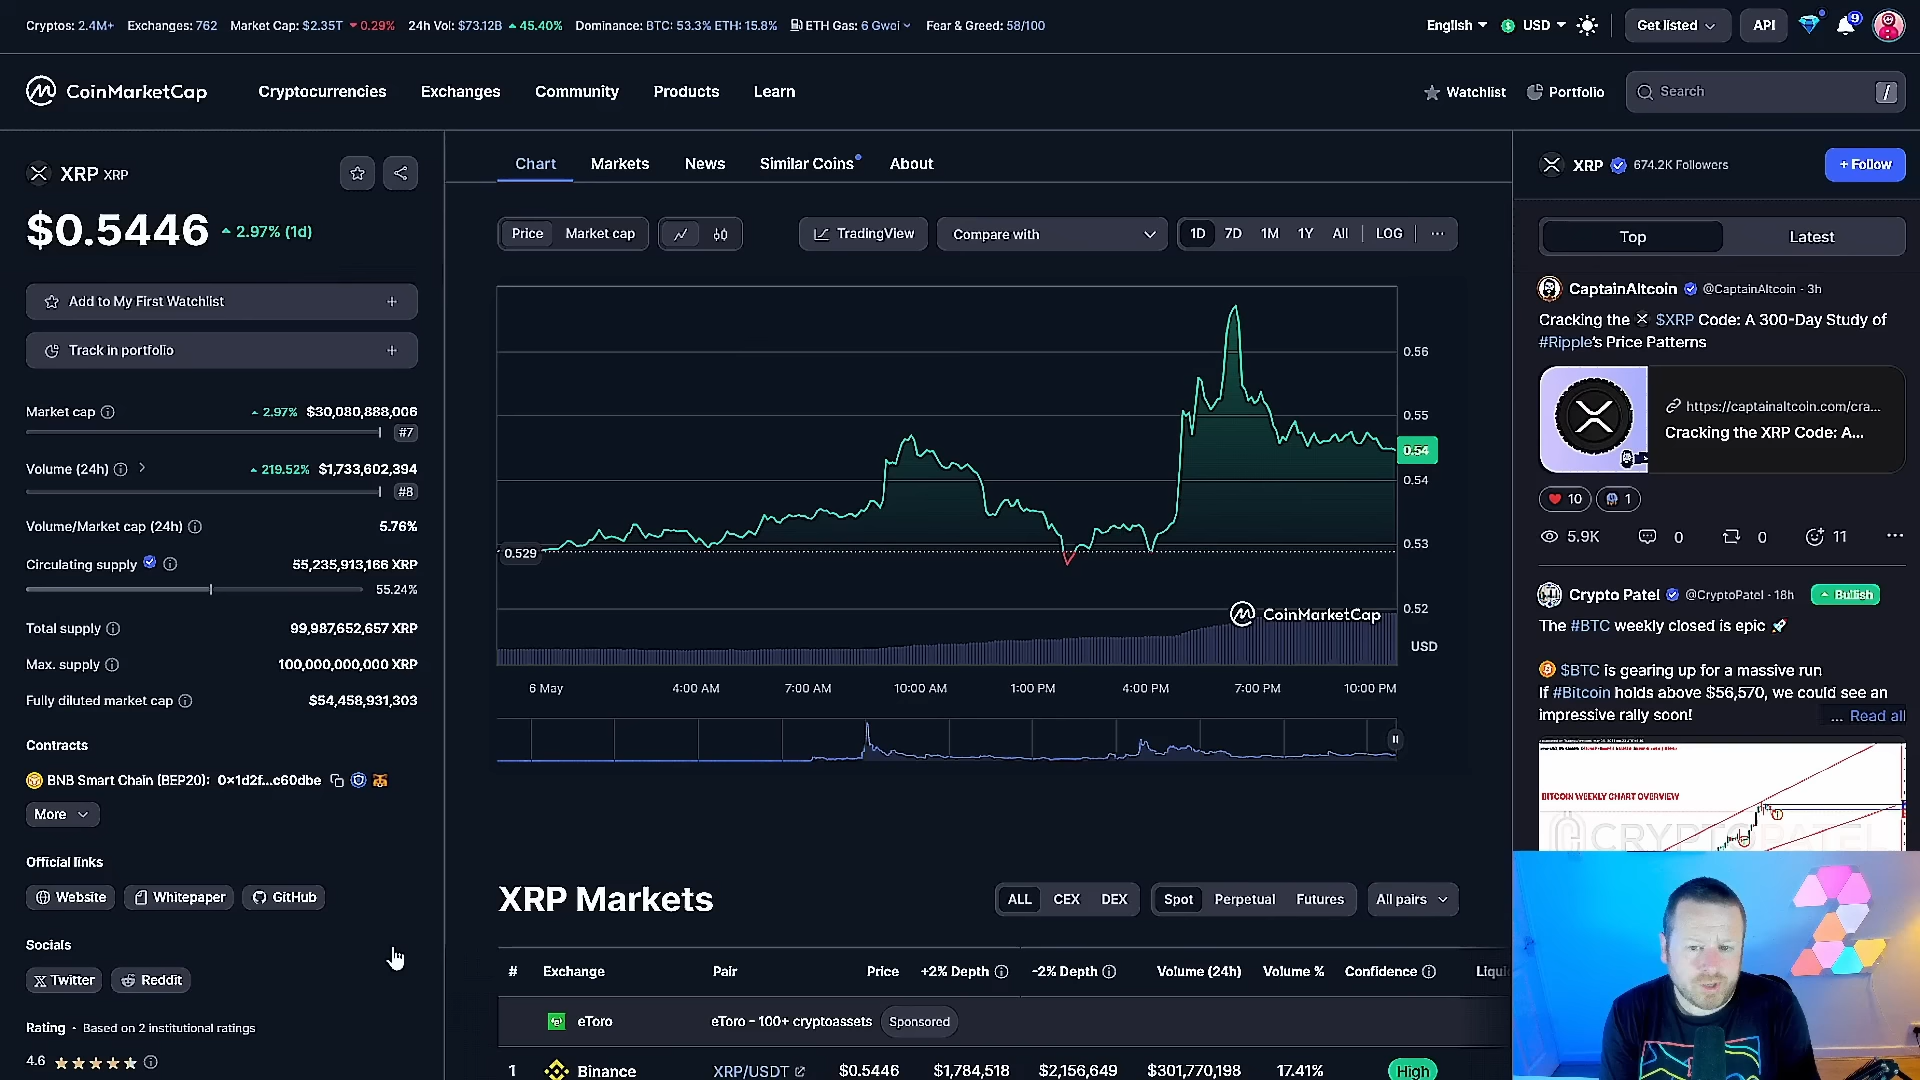 Cryptos: 2.4M+ Exchanges: 762 Market Cap: $2.35T 0.29% 24h Vol: $73.12B 45.40% Dominance: BTC: 53.3% ETH: 15.8% ETH Gas: 6 Gwei Fear & Greed: 58/100
English USD Get listed API 9
CoinMarketCap Cryptocurrencies Exchanges Community Products Learn
Watchlist Portfolio Search /
XRP XRP
$0.5446 2.97% (1d)
Add to My First Watchlist +
Track in portfolio +
Market cap 2.97% $30,080,888,006
#7
Volume (24h) 219.52% $1,733,602,394
#8
Volume/Market cap (24h) 5.76%
Circulating supply 55,235,913,166 XRP
55.24%
Total supply 99,987,652,657 XRP
Max. supply 100,000,000,000 XRP
Fully diluted market cap $54,458,931,303
Contracts
BNB Smart Chain (BEP20): 0x1d2f...c60dbe
More
Official links
Website Whitepaper GitHub
Socials
Twitter Reddit
Rating · Based on 2 institutional ratings
4.6
Chart Markets News Similar Coins About
Price Market cap TradingView Compare with 1D 7D 1M 1Y All LOG ...
0.56
0.55
0.54
0.54
0.53
0.529
0.52
CoinMarketCap
USD
6 May 4:00 AM 7:00 AM 10:00 AM 1:00 PM 4:00 PM 7:00 PM 10:00 PM
XRP Markets ALL CEX DEX Spot Perpetual Futures All pairs
# Exchange Pair Price +2% Depth -2% Depth Volume (24h) Volume % Confidence Liqui
eToro eToro - 100+ cryptoassets Sponsored
1 Binance XRP/USDT $0.5446 $1,784,518 $2,156,649 $301,770,198 17.41% High
XRP 674.2K Followers + Follow
Top Latest
CaptainAltcoin @CaptainAltcoin · 3h
Cracking the $XRP Code: A 300-Day Study of
#Ripple's Price Patterns
https://captainaltcoin.com/cra...
Cracking the XRP Code: A...
10 1
5.9K 0 0 11 ...
Crypto Patel @CryptoPatel · 18h Bullish
The #BTC weekly closed is epic 🚀
$BTC is gearing up for a massive run
If #Bitcoin holds above $56,570, we could see an
impressive rally soon! ... Read all
BITCOIN WEEKLY CHART OVERVIEW
CRYPTOPATEL